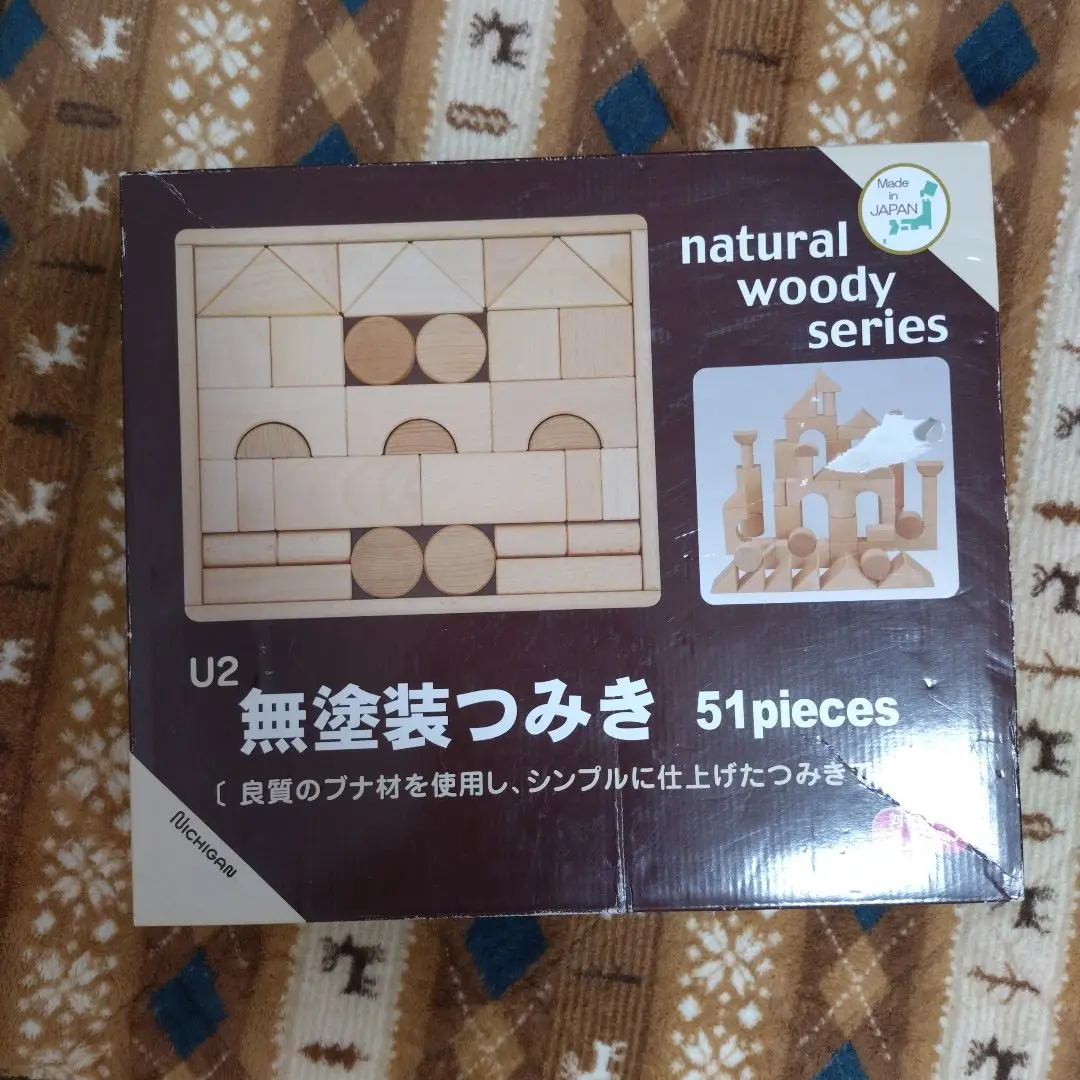 Made
in
JAPAN
natural
woody
series
U2
無塗装つみき 51pieces
〔 良質のブナ材を使用し、シンプルに仕上げたつみき
NICHIGAN